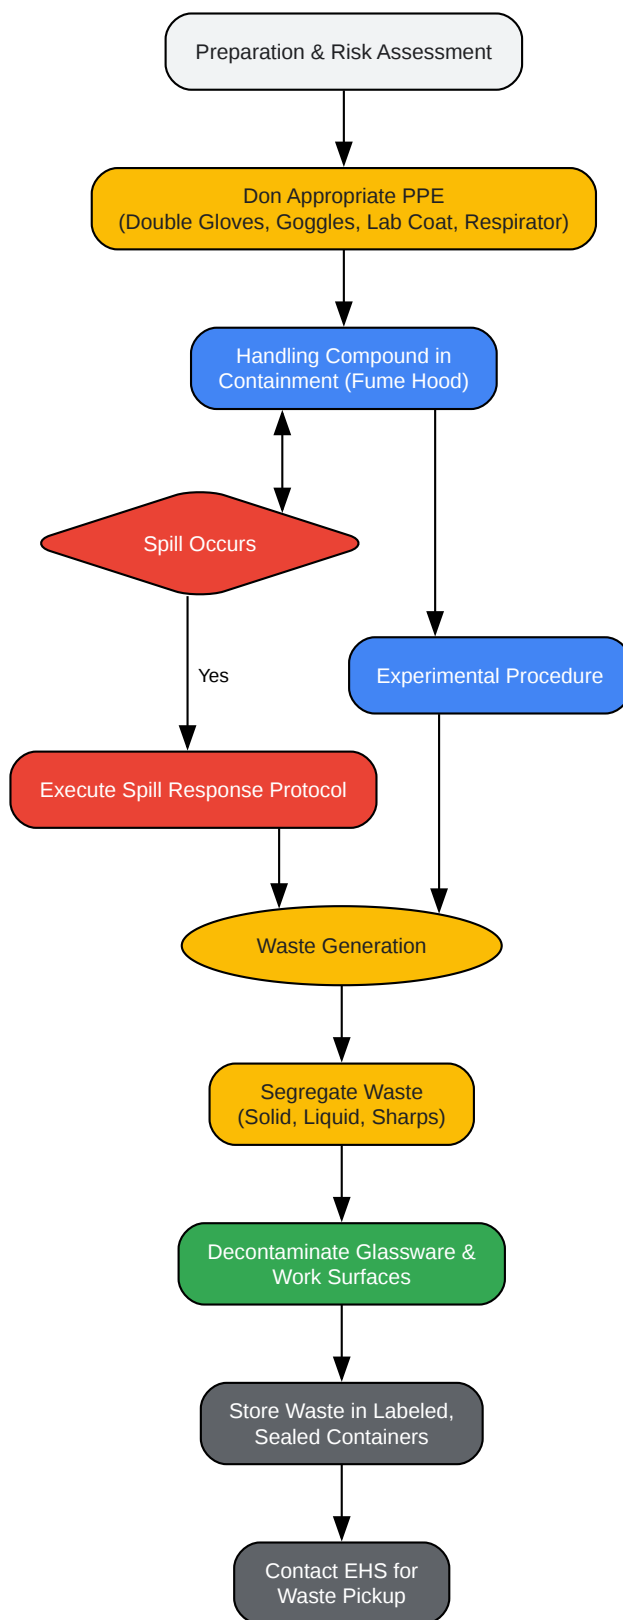 Preparation & Risk Assessment
Don Appropriate PPE
(Double Gloves, Goggles, Lab Coat, Respirator)
Handling Compound in
Containment (Fume Hood)
Spill Occurs
Yes
Experimental Procedure
Execute Spill Response Protocol
Waste Generation
Segregate Waste
(Solid, Liquid, Sharps)
Decontaminate Glassware &
Work Surfaces
Store Waste in Labeled,
Sealed Containers
Contact EHS for
Waste Pickup